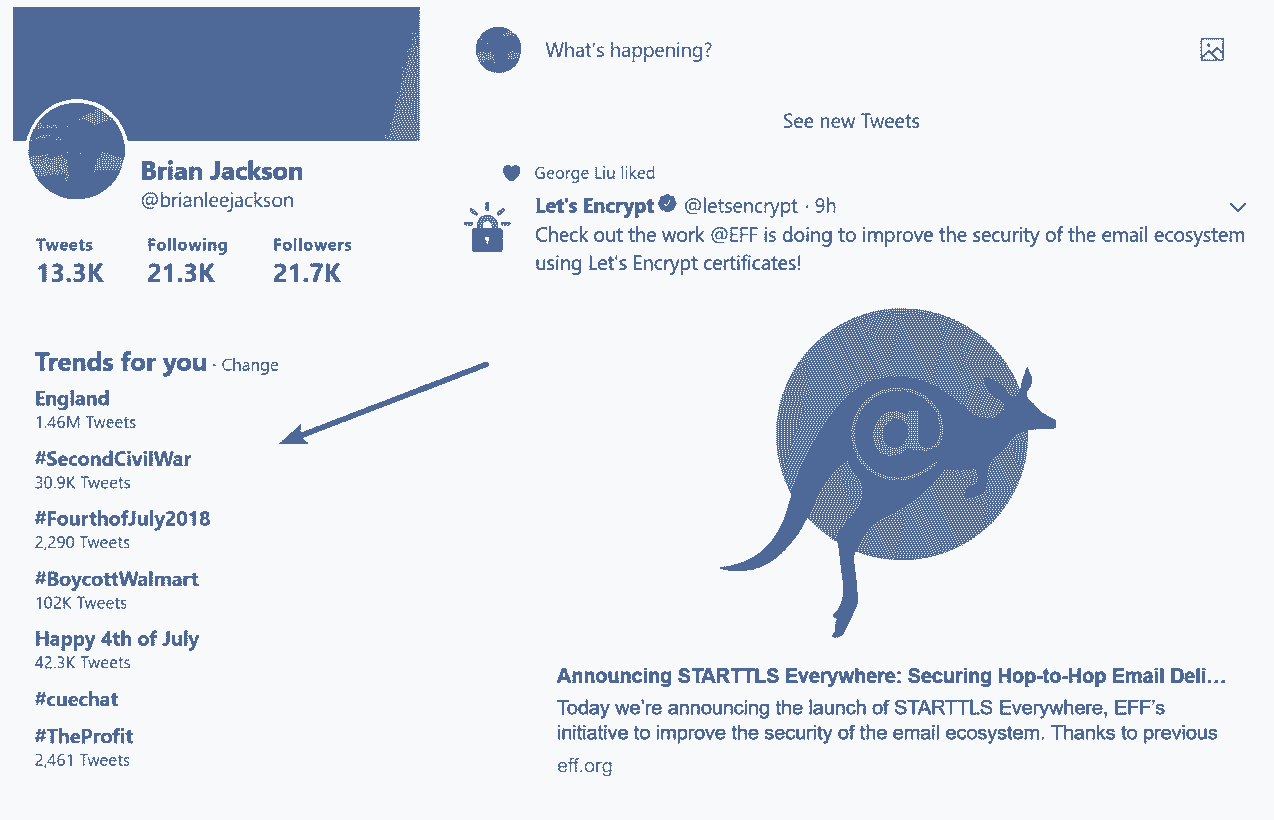 Brian Jackson
@brianleejackson
Tweets Following Followers
13.3K 21.3K 21.7K
Trends for you · Change
England
1.46M Tweets
#SecondCivilWar
30.9K Tweets
#FourthofJuly2018
2,290 Tweets
#BoycottWalmart
102K Tweets
Happy 4th of July
42.3K Tweets
#cuechat
#TheProfit
2,461 Tweets
What's happening?
See new Tweets
George Liu liked
Let's Encrypt @letsencrypt · 9h
Check out the work @EFF is doing to improve the security of the email ecosystem
using Let's Encrypt certificates!
@
Announcing STARTTLS Everywhere: Securing Hop-to-Hop Email Deli...
Today we're announcing the launch of STARTTLS Everywhere, EFF's
initiative to improve the security of the email ecosystem. Thanks to previous
eff.org